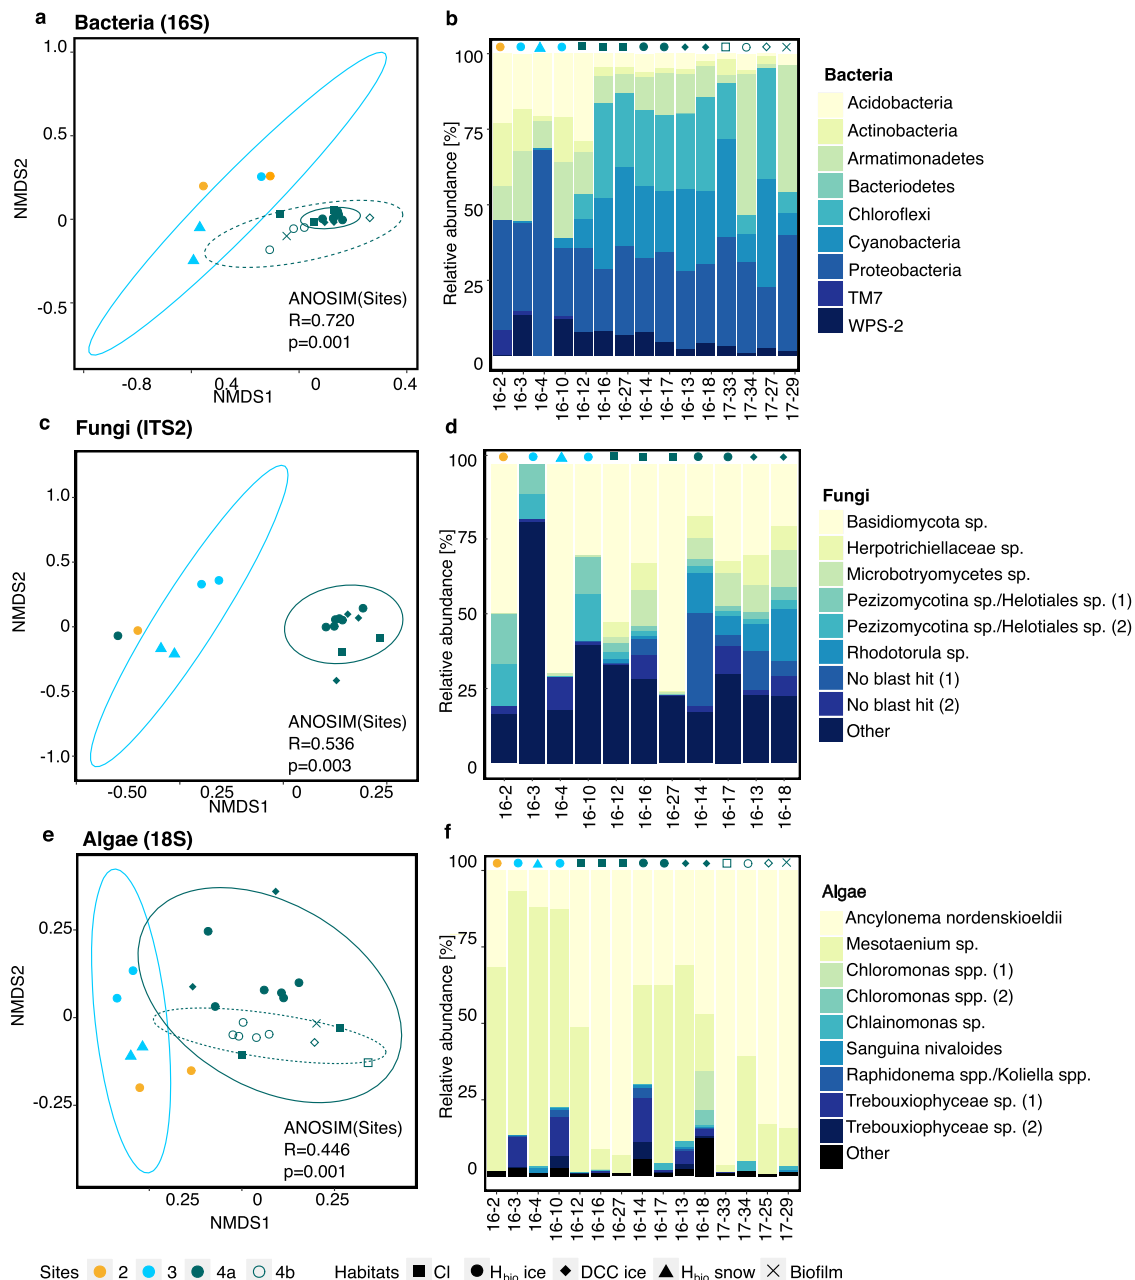 a Bacteria (16S)
1.0
0.5
0
-0.5
NMDS2
-0.8 0.4 0 0.4
NMDS1
ANOSIM(Sites)
R=0.720
p=0.001
b
100
75
50
25
0
Relative abundance [%]
16-2 16-3 16-4 16-10 16-12 16-16 16-27 16-14 16-17 16-13 16-18 17-33 17-34 17-27 17-29
Bacteria
Acidobacteria
Actinobacteria
Armatimonadetes
Bacteriodetes
Chloroflexi
Cyanobacteria
Proteobacteria
TM7
WPS-2
c Fungi (ITS2)
1.0
0.5
0
-0.5
-1.0
NMDS2
-0.50 0.25 0 0.25
NMDS1
ANOSIM(Sites)
R=0.536
p=0.003
d
100
75
50
25
0
Relative abundance [%]
16-2 16-3 16-4 16-10 16-12 16-16 16-27 16-14 16-17 16-13 16-18
Fungi
Basidiomycota sp.
Herpotrichiellaceae sp.
Microbotryomycetes sp.
Pezizomycotina sp./Helotiales sp. (1)
Pezizomycotina sp./Helotiales sp. (2)
Rhodotorula sp.
No blast hit (1)
No blast hit (2)
Other
e Algae (18S)
0.25
0
-0.25
NMDS2
0.25 0 0.25
NMDS1
ANOSIM(Sites)
R=0.446
p=0.001
f
100
75
50
25
0
Relative abundance [%]
16-2 16-3 16-4 16-10 16-12 16-16 16-27 16-14 16-17 16-13 16-18 17-33 17-34 17-25 17-29
Algae
Ancylonema nordenskioeldii
Mesotaenium sp.
Chloromonas spp. (1)
Chloromonas spp. (2)
Chlainomonas sp.
Sanguina nivaloides
Raphidonema spp./Koliella spp.
Trebouxiophyceae sp. (1)
Trebouxiophyceae sp. (2)
Other
Sites 2 3 4a 4b Habitats CI Hbio ice DCC ice Hbio snow Biofilm